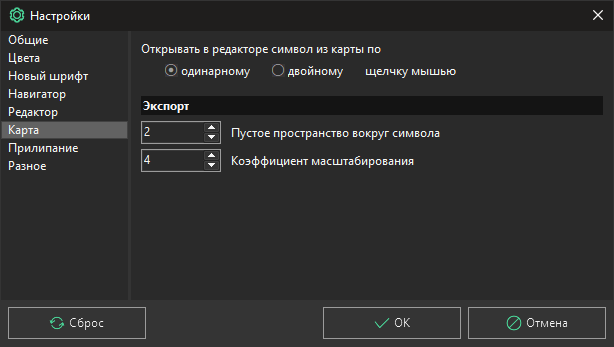 Настройки
Общие
Цвета
Новый шрифт
Навигатор
Редактор
Карта
Прилипание
Разное
Открывать в редакторе символ из карты по
одинарному двойному щелчку мышью
Экспорт
2 Пустое пространство вокруг символа
4 Коэффициент масштабирования
Сброс ОК Отмена